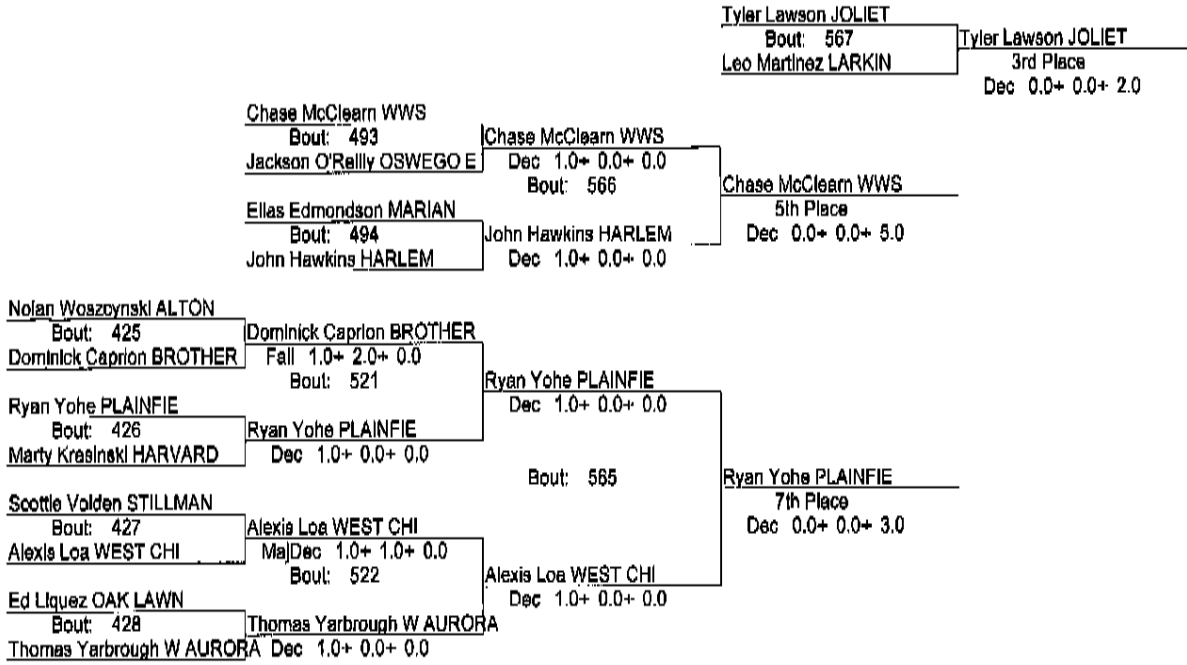 Tyler Lawson JOLIET
Bout: 567
Leo Martinez LARKIN
Tyler Lawson JOLIET
3rd Place
Dec 0.0+ 0.0+ 2.0
Chase McClearn WWS
Bout: 493
Jackson O'Reilly OSWEGO E
Chase McClearn WWS
Dec 1.0+ 0.0+ 0.0
Bout: 566
Elias Edmondson MARIAN
Bout: 494
John Hawkins HARLEM
John Hawkins HARLEM
Dec 1.0+ 0.0+ 0.0
Chase McClearn WWS
5th Place
Dec 0.0+ 0.0+ 5.0
Nolan Woszcynski ALTON
Bout: 425
Dominick Caprion BROTHER
Dominick Caprion BROTHER
Fall 1.0+ 2.0+ 0.0
Bout: 521
Ryan Yohe PLAINFIE
Bout: 426
Marty Krasinski HARVARD
Ryan Yohe PLAINFIE
Dec 1.0+ 0.0+ 0.0
Ryan Yohe PLAINFIE
Dec 1.0+ 0.0+ 0.0
Bout: 565
Scottie Volden STILLMAN
Bout: 427
Alexis Loa WEST CHI
Alexis Loa WEST CHI
MajDec 1.0+ 1.0+ 0.0
Bout: 522
Ed Liquez OAK LAWN
Bout: 428
Thomas Yarbrough W AURORA
Thomas Yarbrough W AURORA
Dec 1.0+ 0.0+ 0.0
Alexis Loa WEST CHI
Dec 1.0+ 0.0+ 0.0
Ryan Yohe PLAINFIE
7th Place
Dec 0.0+ 0.0+ 3.0